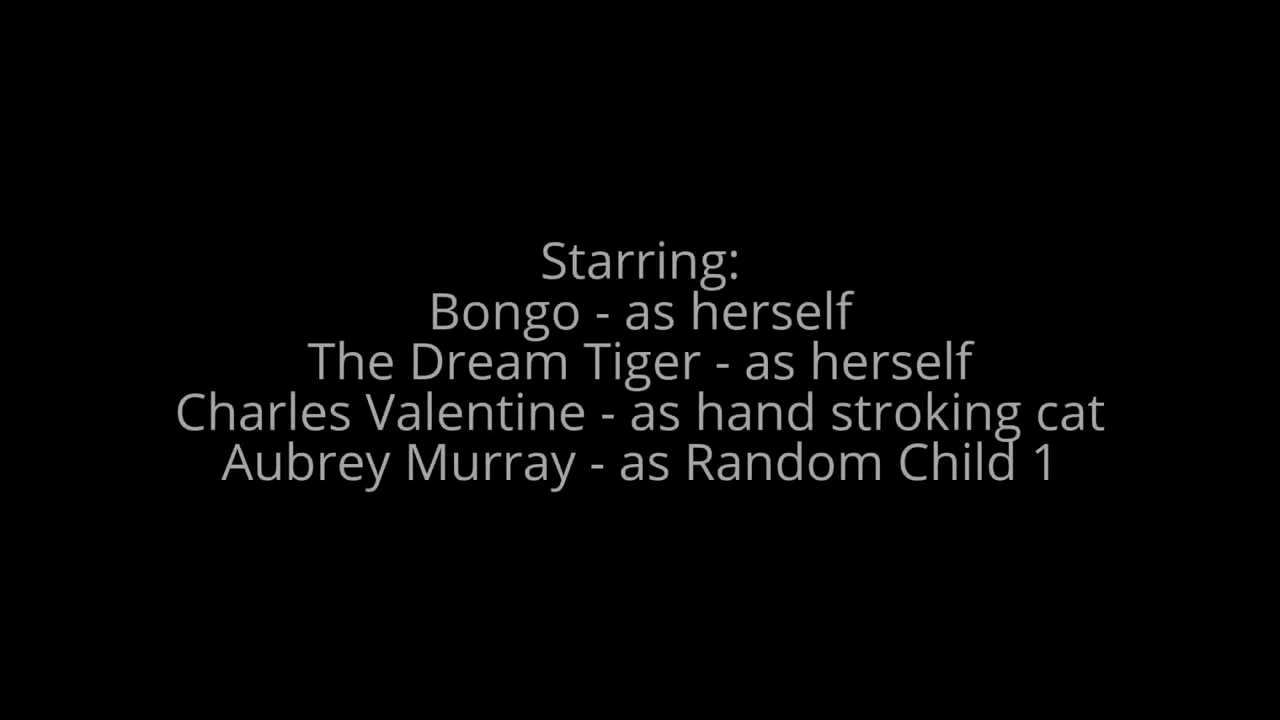 Starring:
Bongo - as herself
The Dream Tiger - as herself
Charles Valentine - as hand stroking cat
Aubrey Murray - as Random Child 1